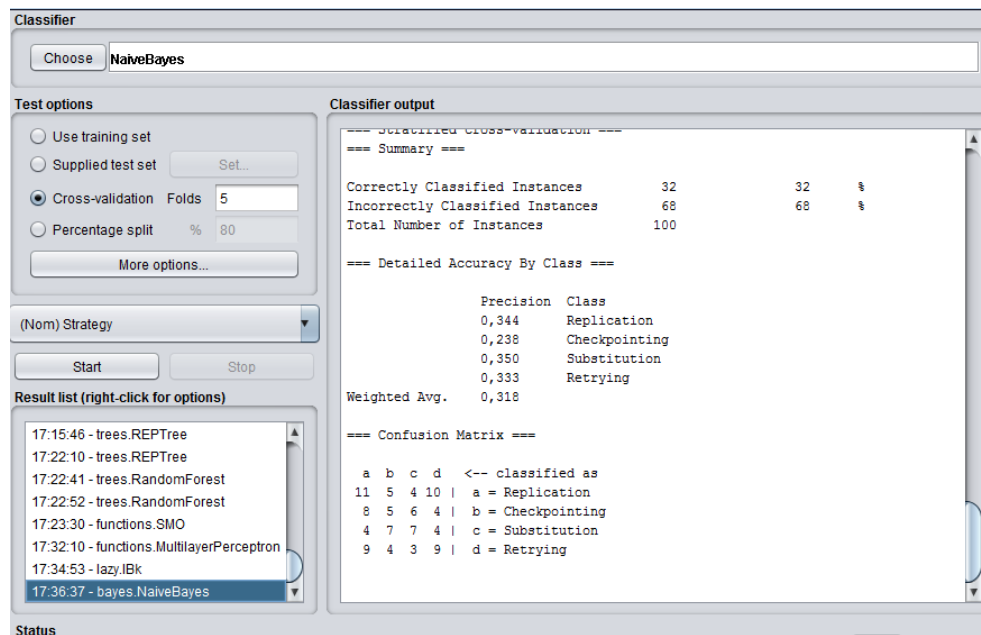 Classifier
Choose NaiveBayes
Test options
Use training set
Supplied test set Set...
Cross-validation Folds 5
Percentage split % 80
More options...
(Nom) Strategy
Start Stop
Result list (right-click for options)
17:15:46 - trees.REPTree
17:22:10 - trees.REPTree
17:22:41 - trees.RandomForest
17:22:52 - trees.RandomForest
17:23:30 - functions.SMO
17:32:10 - functions.MultilayerPerceptron
17:34:53 - lazy.IBk
17:36:37 - bayes.NaiveBayes
Classifier output
=== Stratified cross-validation ===
=== Summary ===
Correctly Classified Instances 32 32 %
Incorrectly Classified Instances 68 68 %
Total Number of Instances 100
=== Detailed Accuracy By Class ===
Precision Class
0,344 Replication
0,238 Checkpointing
0,350 Substitution
0,333 Retrying
Weighted Avg. 0,318
=== Confusion Matrix ===
a b c d <-- classified as
11 5 4 10 | a = Replication
8 5 6 4 | b = Checkpointing
4 7 7 4 | c = Substitution
9 4 3 9 | d = Retrying
Status